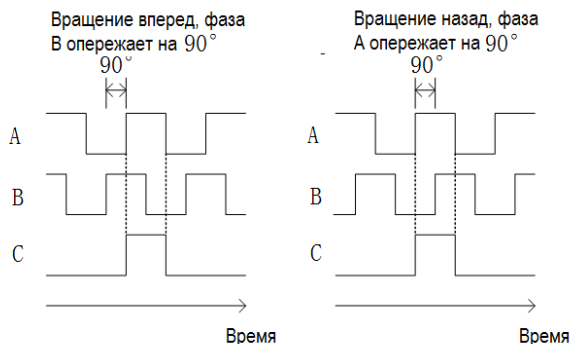 Вращение вперед, фаза
В опережает на 90°
90°
A
B
C
Время
Вращение назад, фаза
А опережает на 90°
90°
A
B
C
Время